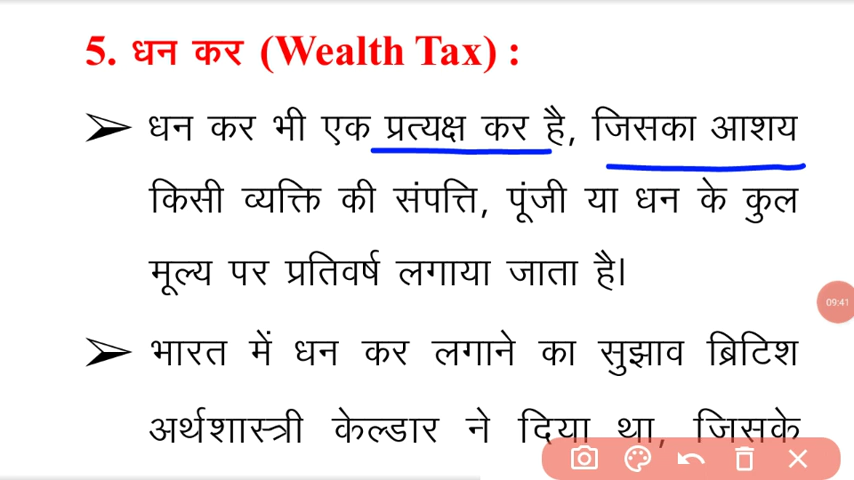 5. धन कर (Wealth Tax) :
धन कर भी एक प्रत्यक्ष कर है, जिसका आशय
किसी व्यक्ति की संपत्ति, पूंजी या धन के कुल
मूल्य पर प्रतिवर्ष लगाया जाता है।
09:41
भारत में धन कर लगाने का सुझाव ब्रिटिश
अर्थशास्त्री केल्डार ने दिया था, जिसके